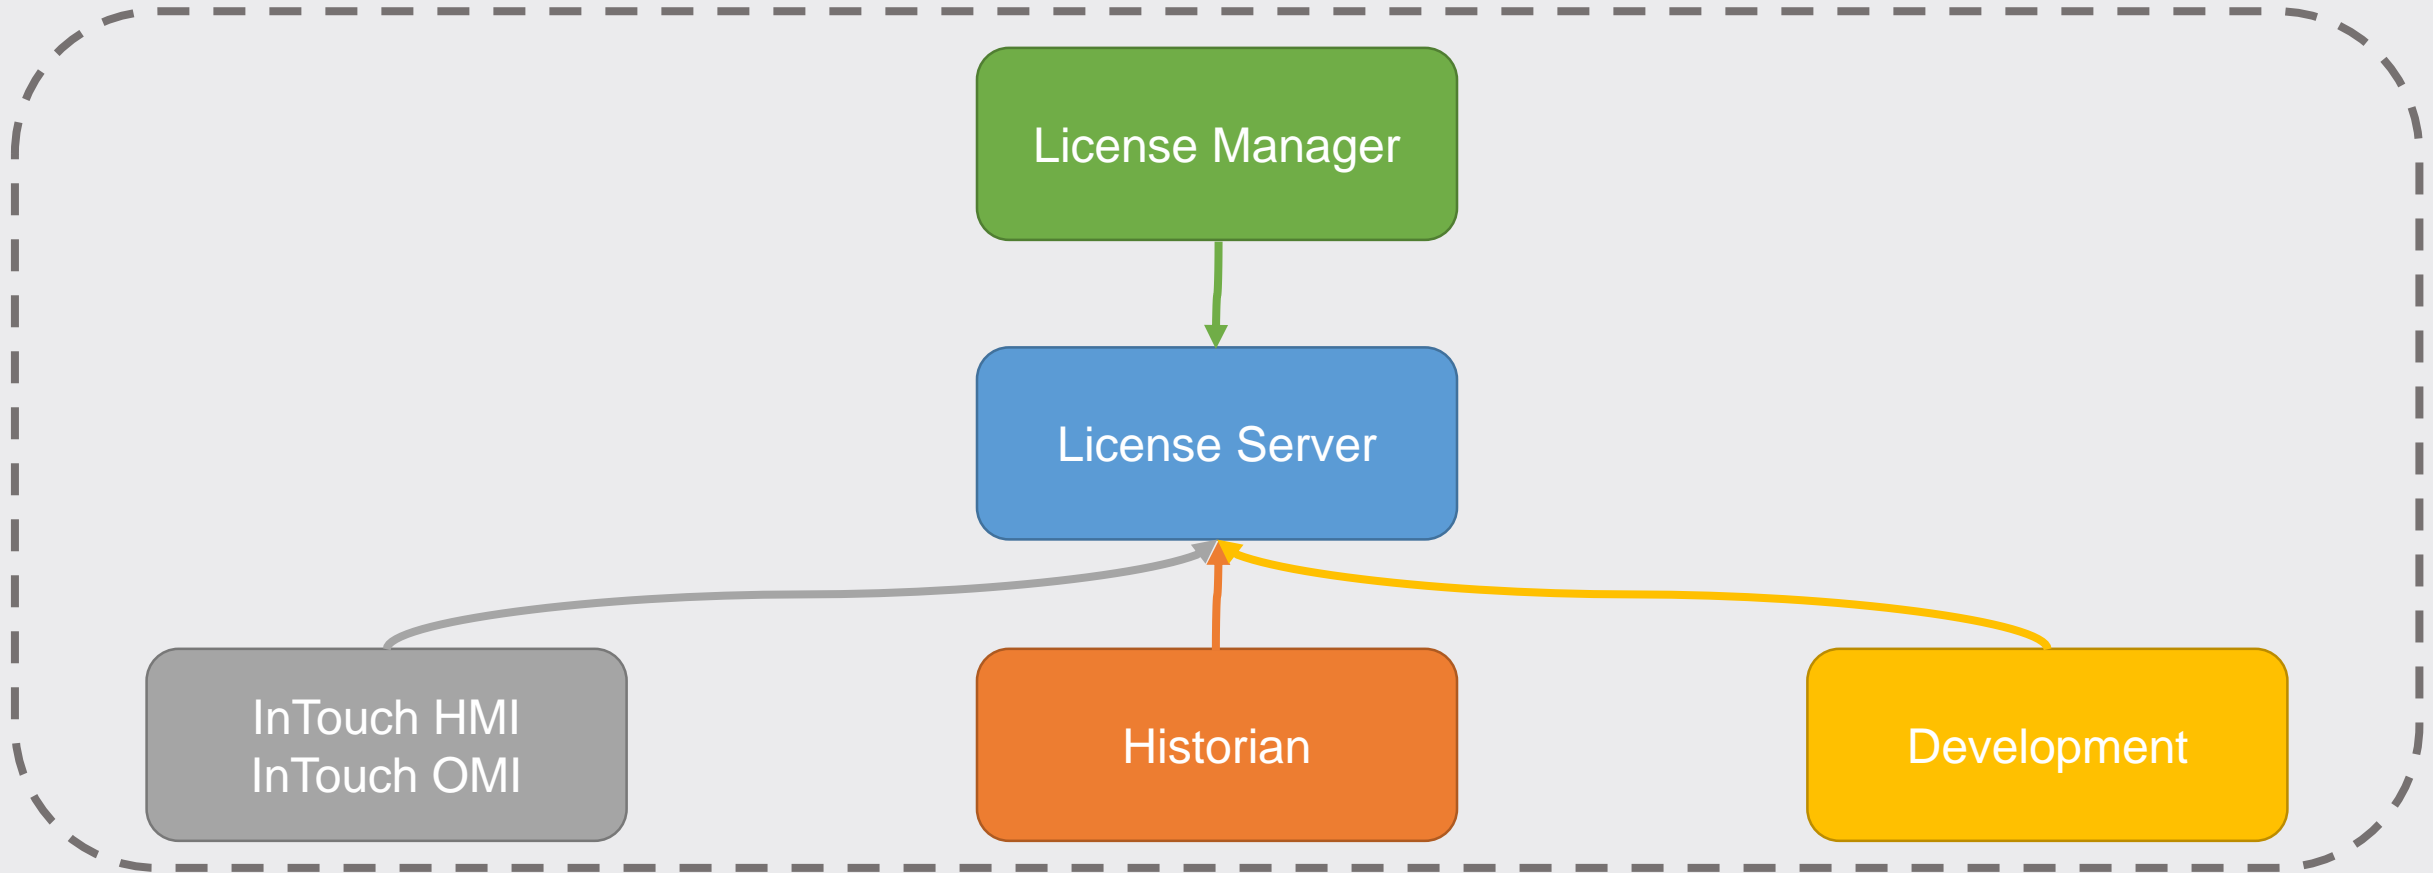 License Manager
License Server
InTouch HMI
InTouch OMI
Historian
Development